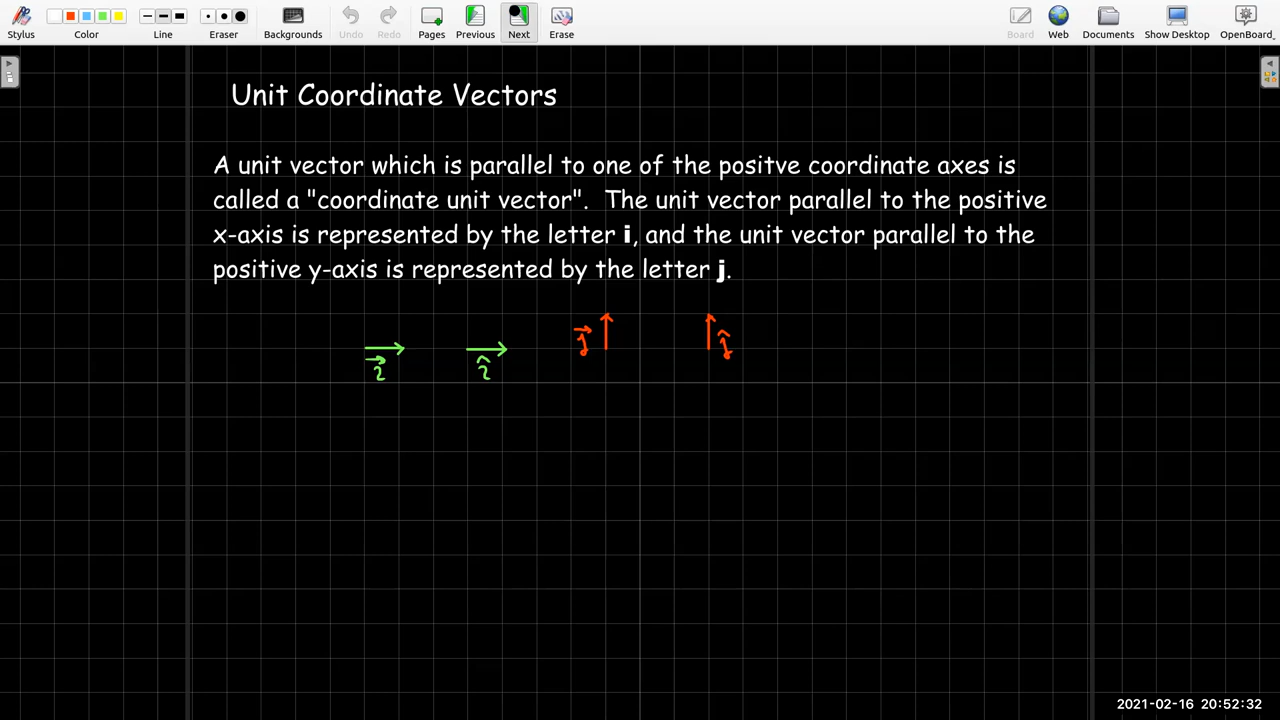 Stylus Color Line Eraser Backgrounds Undo Redo Pages Previous Next Erase Board Web Documents Show Desktop OpenBoard
Unit Coordinate Vectors
A unit vector which is parallel to one of the positve coordinate axes is
called a "coordinate unit vector". The unit vector parallel to the positive
x-axis is represented by the letter i, and the unit vector parallel to the
positive y-axis is represented by the letter j.
i⃗ î j⃗ ĵ
2021-02-16 20:52:32